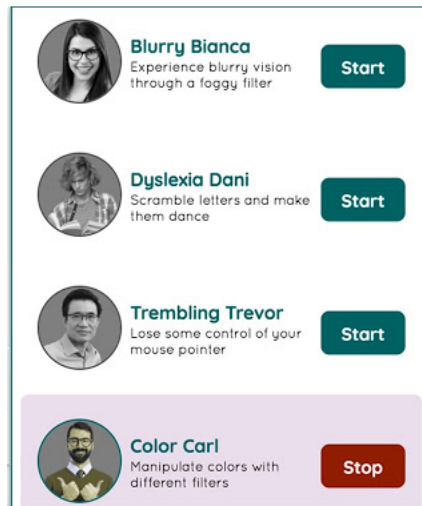 Blurry Bianca
Experience blurry vision
through a foggy filter
Start
Dyslexia Dani
Scramble letters and make
them dance
Start
Trembling Trevor
Lose some control of your
mouse pointer
Start
Color Carl
Manipulate colors with
different filters
Stop